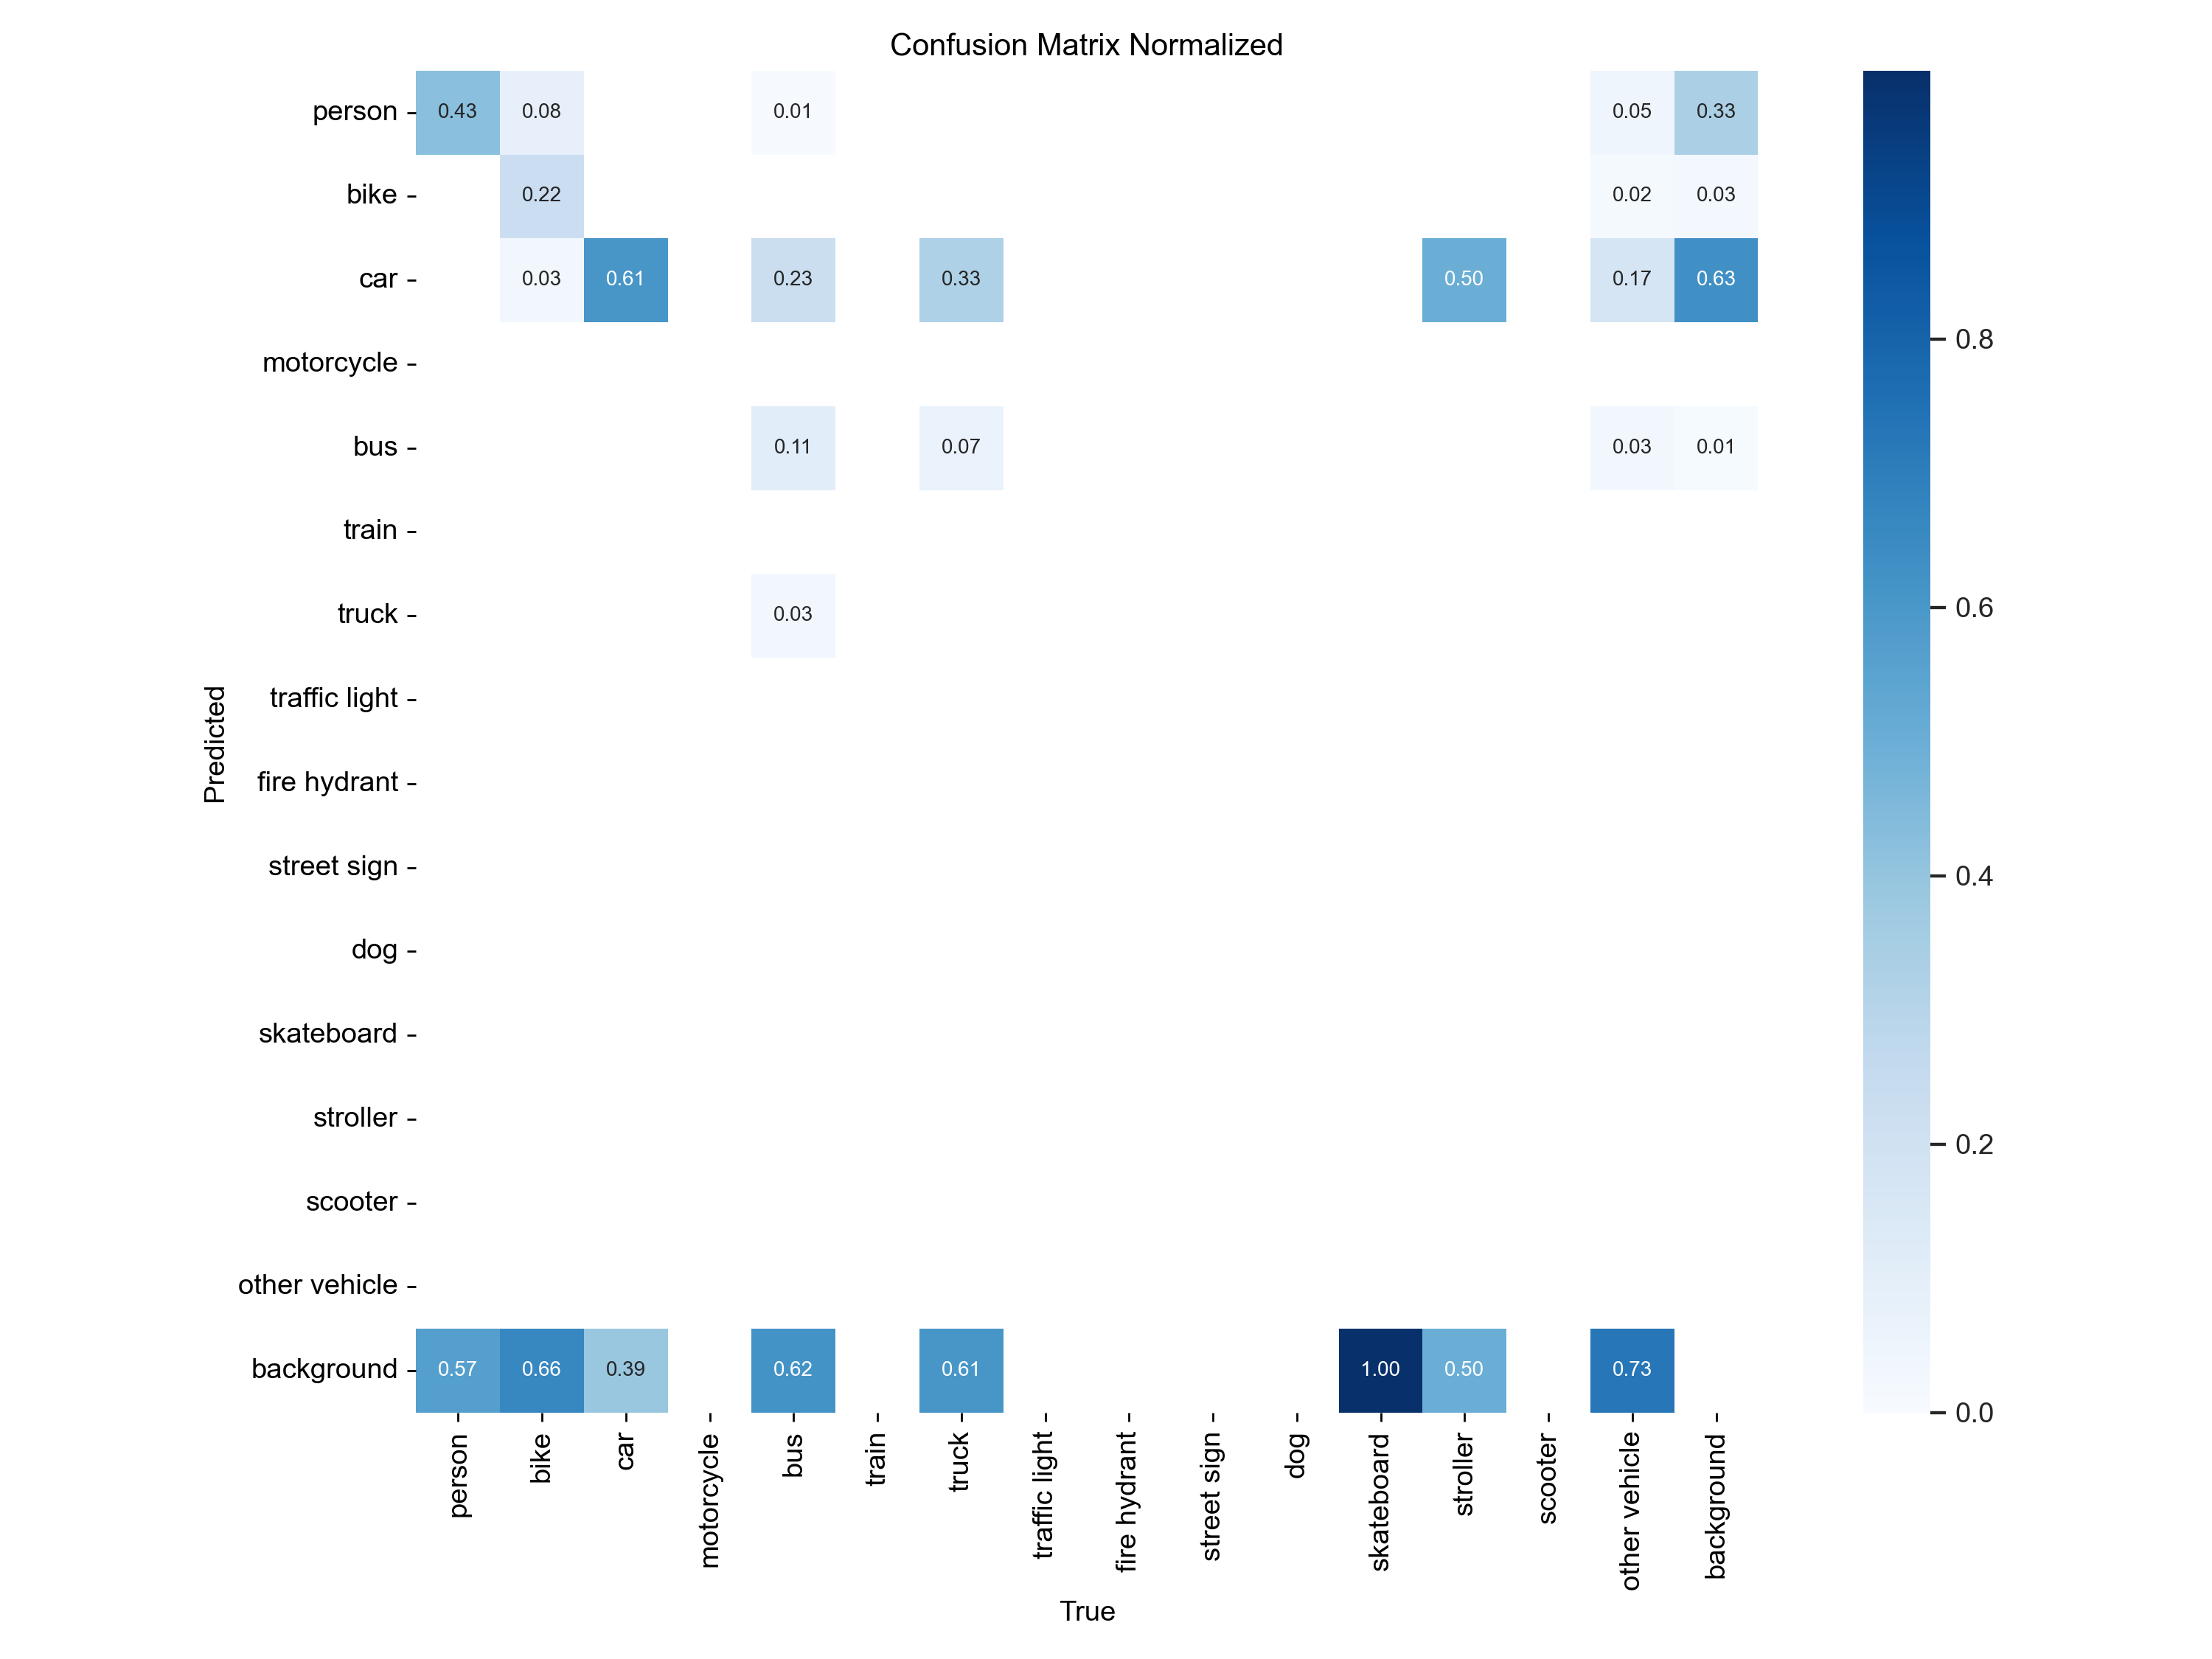 Confusion Matrix Normalized
person 0.43 0.08 0.01 0.05 0.33
bike 0.22 0.02 0.03
car 0.03 0.61 0.23 0.33 0.50 0.17 0.63
motorcycle
bus 0.11 0.07 0.03 0.01
train
truck 0.03
traffic light
fire hydrant
street sign
dog
skateboard
stroller
scooter
other vehicle
background 0.57 0.66 0.39 0.62 0.61 1.00 0.50 0.73
Predicted
person
bike
car
motorcycle
bus
train
truck
traffic light
fire hydrant
street sign
dog
skateboard
stroller
scooter
other vehicle
background
True
0.8
0.6
0.4
0.2
0.0